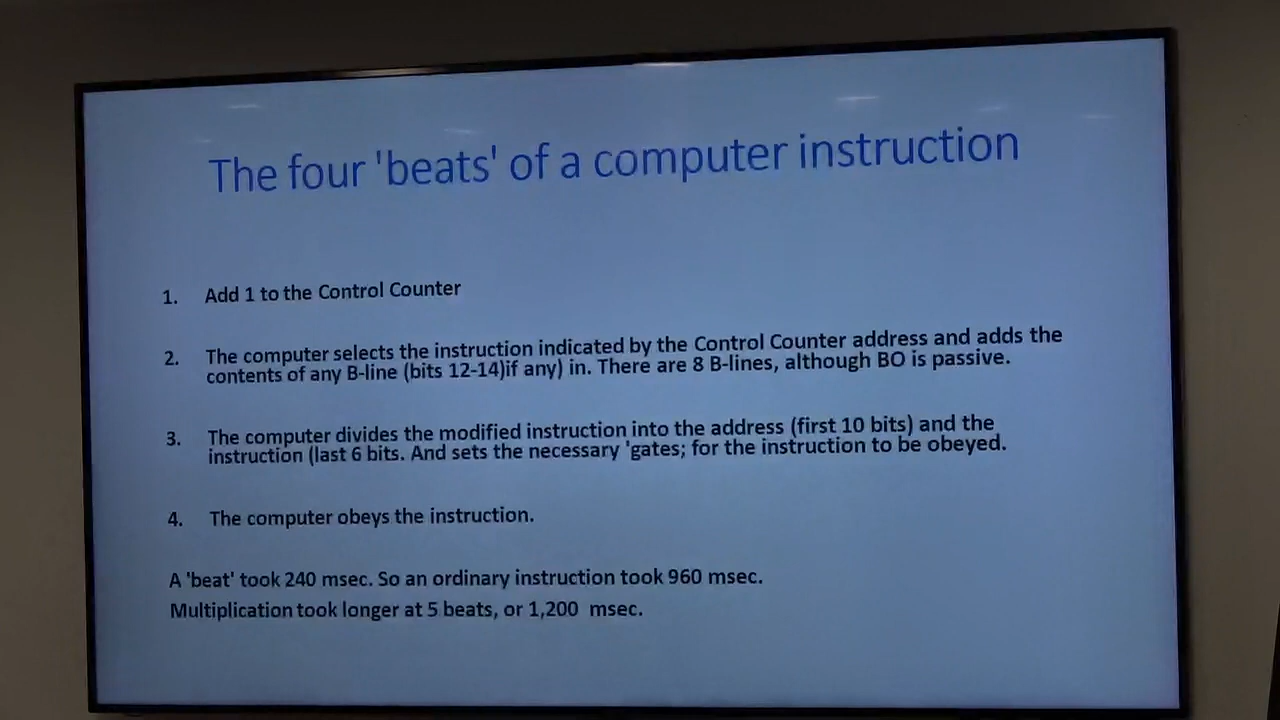 The four 'beats' of a computer instruction
1. Add 1 to the Control Counter
2. The computer selects the instruction indicated by the Control Counter address and adds the
contents of any B-line (bits 12-14)if any) in. There are 8 B-lines, although BO is passive.
3. The computer divides the modified instruction into the address (first 10 bits) and the
instruction (last 6 bits. And sets the necessary 'gates; for the instruction to be obeyed.
4. The computer obeys the instruction.
A 'beat' took 240 msec. So an ordinary instruction took 960 msec.
Multiplication took longer at 5 beats, or 1,200 msec.